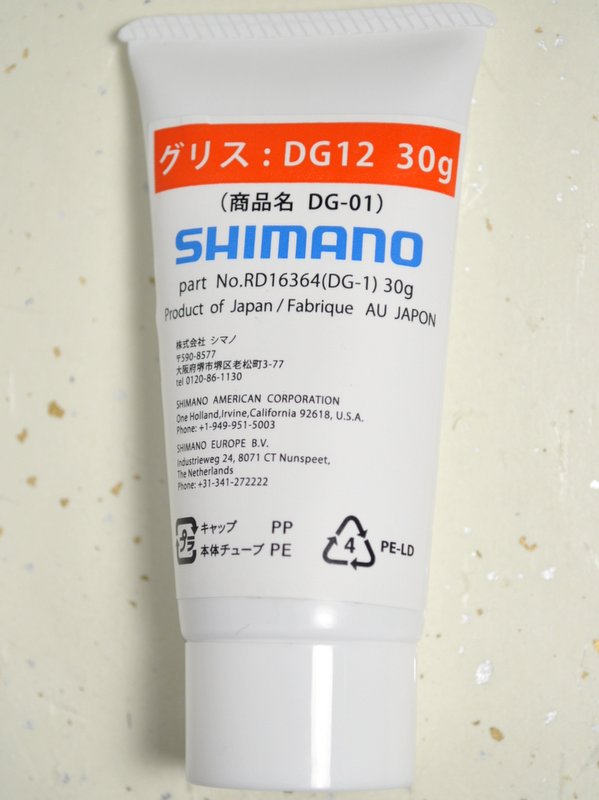 グリス : DG12 30g
(商品名 DG-01)
SHIMANO
part No.RD16364(DG-1) 30g
Product of Japan / Fabrique AU JAPON
株式会社 シマノ
〒590-8577
大阪府堺市堺区老松町3-77
tel 0120-86-1130
SHIMANO AMERICAN CORPORATION
One Holland,Irvine,California 92618, U.S.A.
Phone: +1-949-951-5003
SHIMANO EUROPE B.V.
Industrieweg 24, 8071 CT Nunspeet,
The Netherlands
Phone: +31-341-272222
プラ
キャップ PP
本体チューブ PE
4 PE-LD